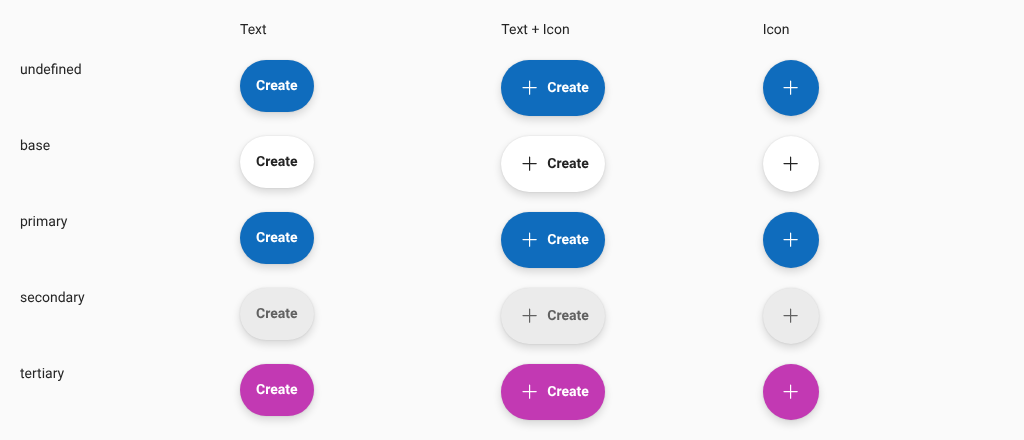 Text Text + Icon Icon
undefined Create Create
base Create Create
primary Create Create
secondary Create Create
tertiary Create Create